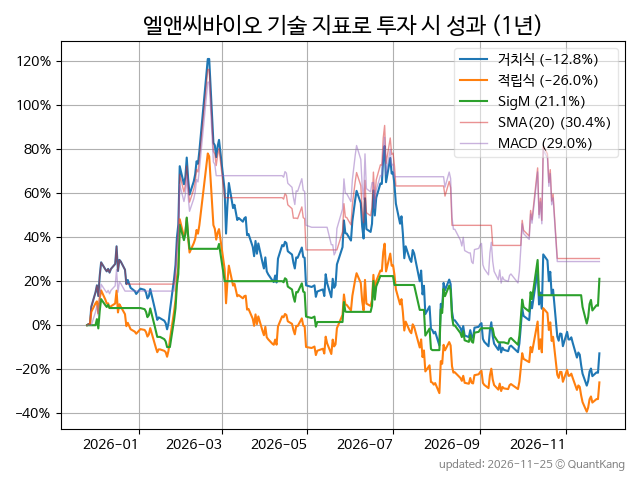 엘앤씨바이오 기술 지표로 투자 시 성과 (1년)
거치식 (-12.8%)
적립식 (-26.0%)
SigM (21.1%)
SMA(20) (30.4%)
MACD (29.0%)
120%
100%
80%
60%
40%
20%
0%
-20%
-40%
2026-01 2026-03 2026-05 2026-07 2026-09 2026-11
updated: 2026-11-25 © QuantKang